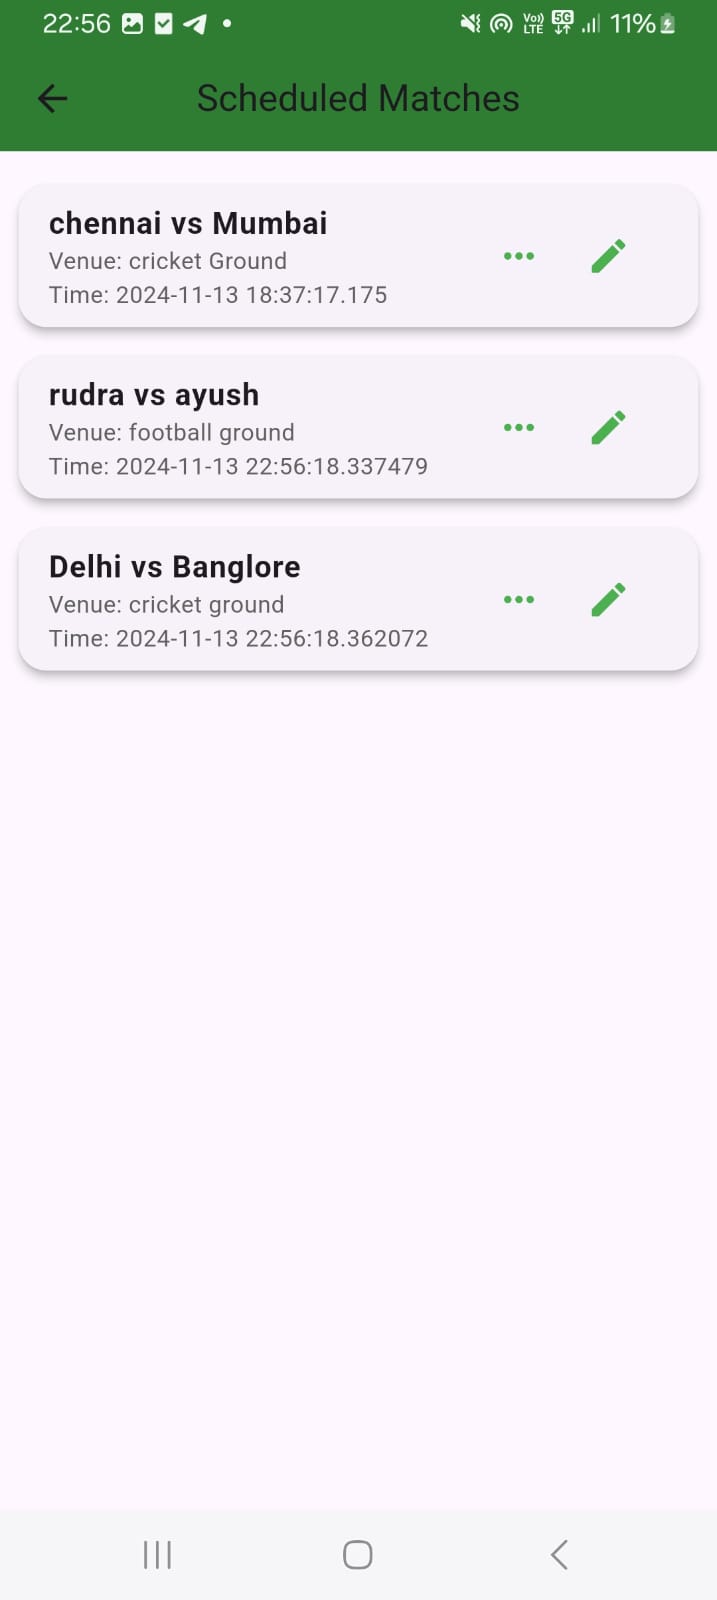 22:56 Vo)) LTE 5G 11%
Scheduled Matches
chennai vs Mumbai
Venue: cricket Ground
Time: 2024-11-13 18:37:17.175
rudra vs ayush
Venue: football ground
Time: 2024-11-13 22:56:18.337479
Delhi vs Banglore
Venue: cricket ground
Time: 2024-11-13 22:56:18.362072